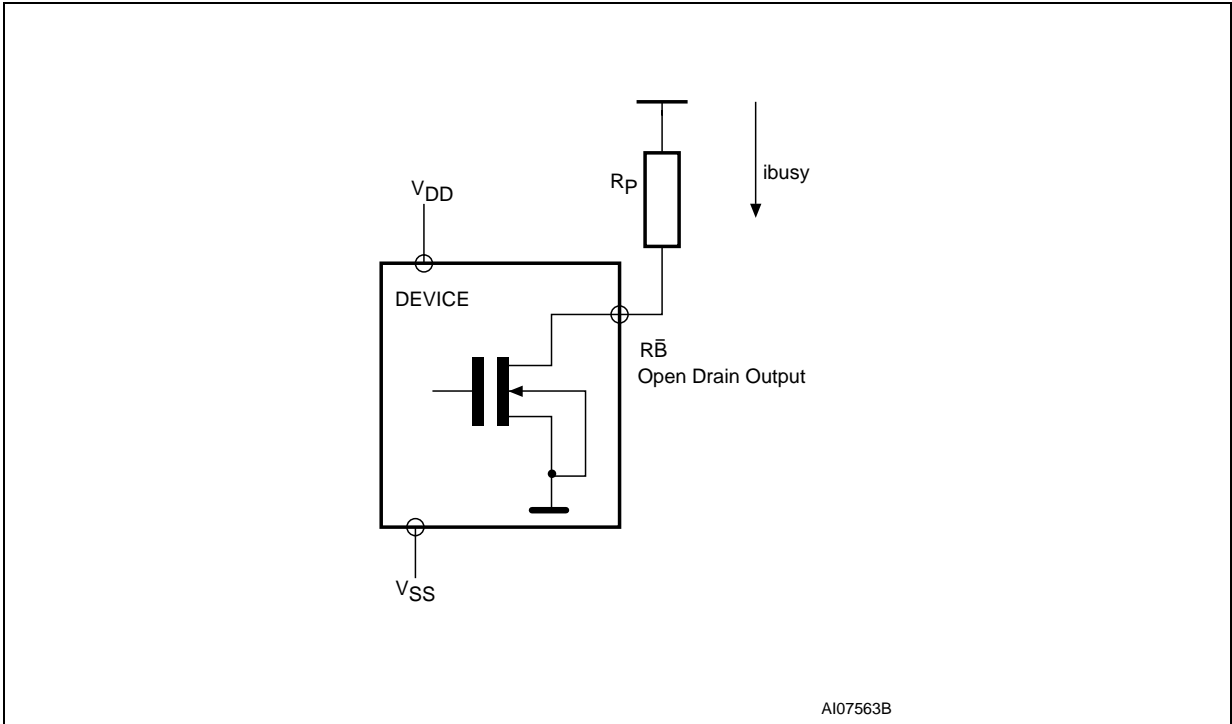 RP
ibusy
VDD
DEVICE
RB̄
Open Drain Output
VSS
AI07563B